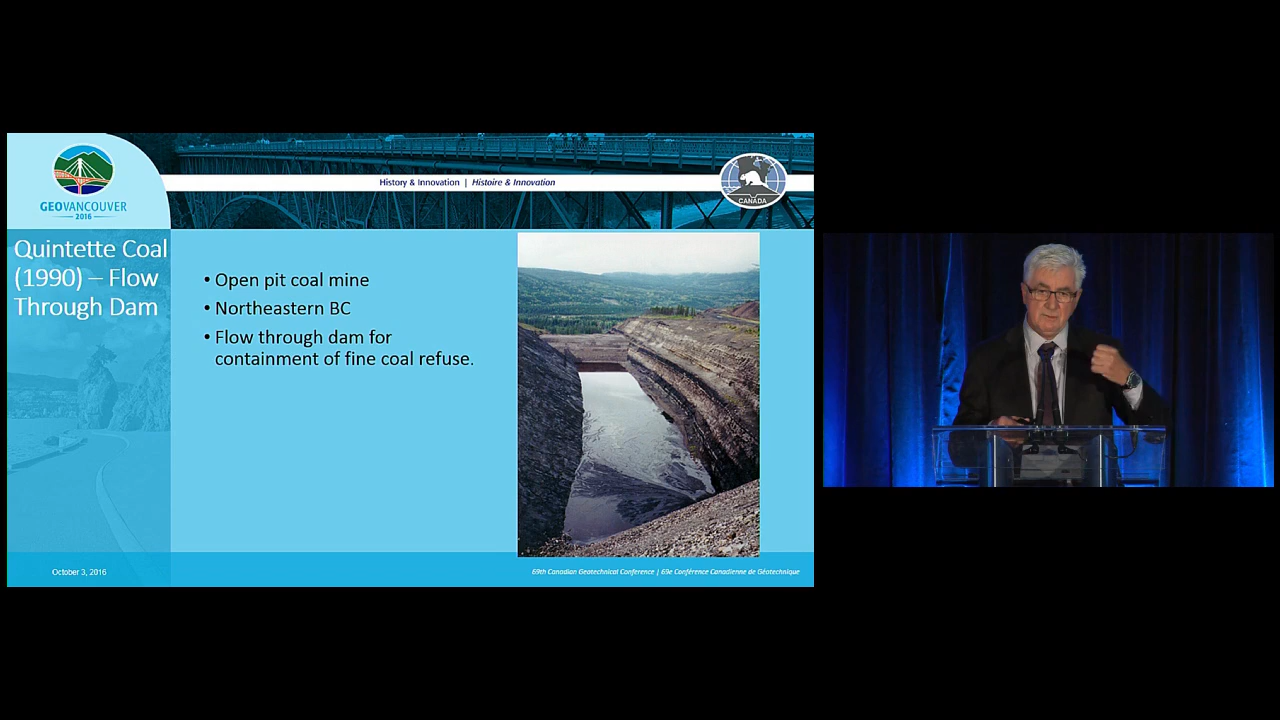 GEOVANCOUVER
2016
History & Innovation | Histoire & Innovation
CANADA
Quintette Coal
(1990) – Flow
Through Dam
• Open pit coal mine
• Northeastern BC
• Flow through dam for
containment of fine coal refuse.
October 3, 2016
69th Canadian Geotechnical Conference | 69e Conférence Canadienne de Géotechnique